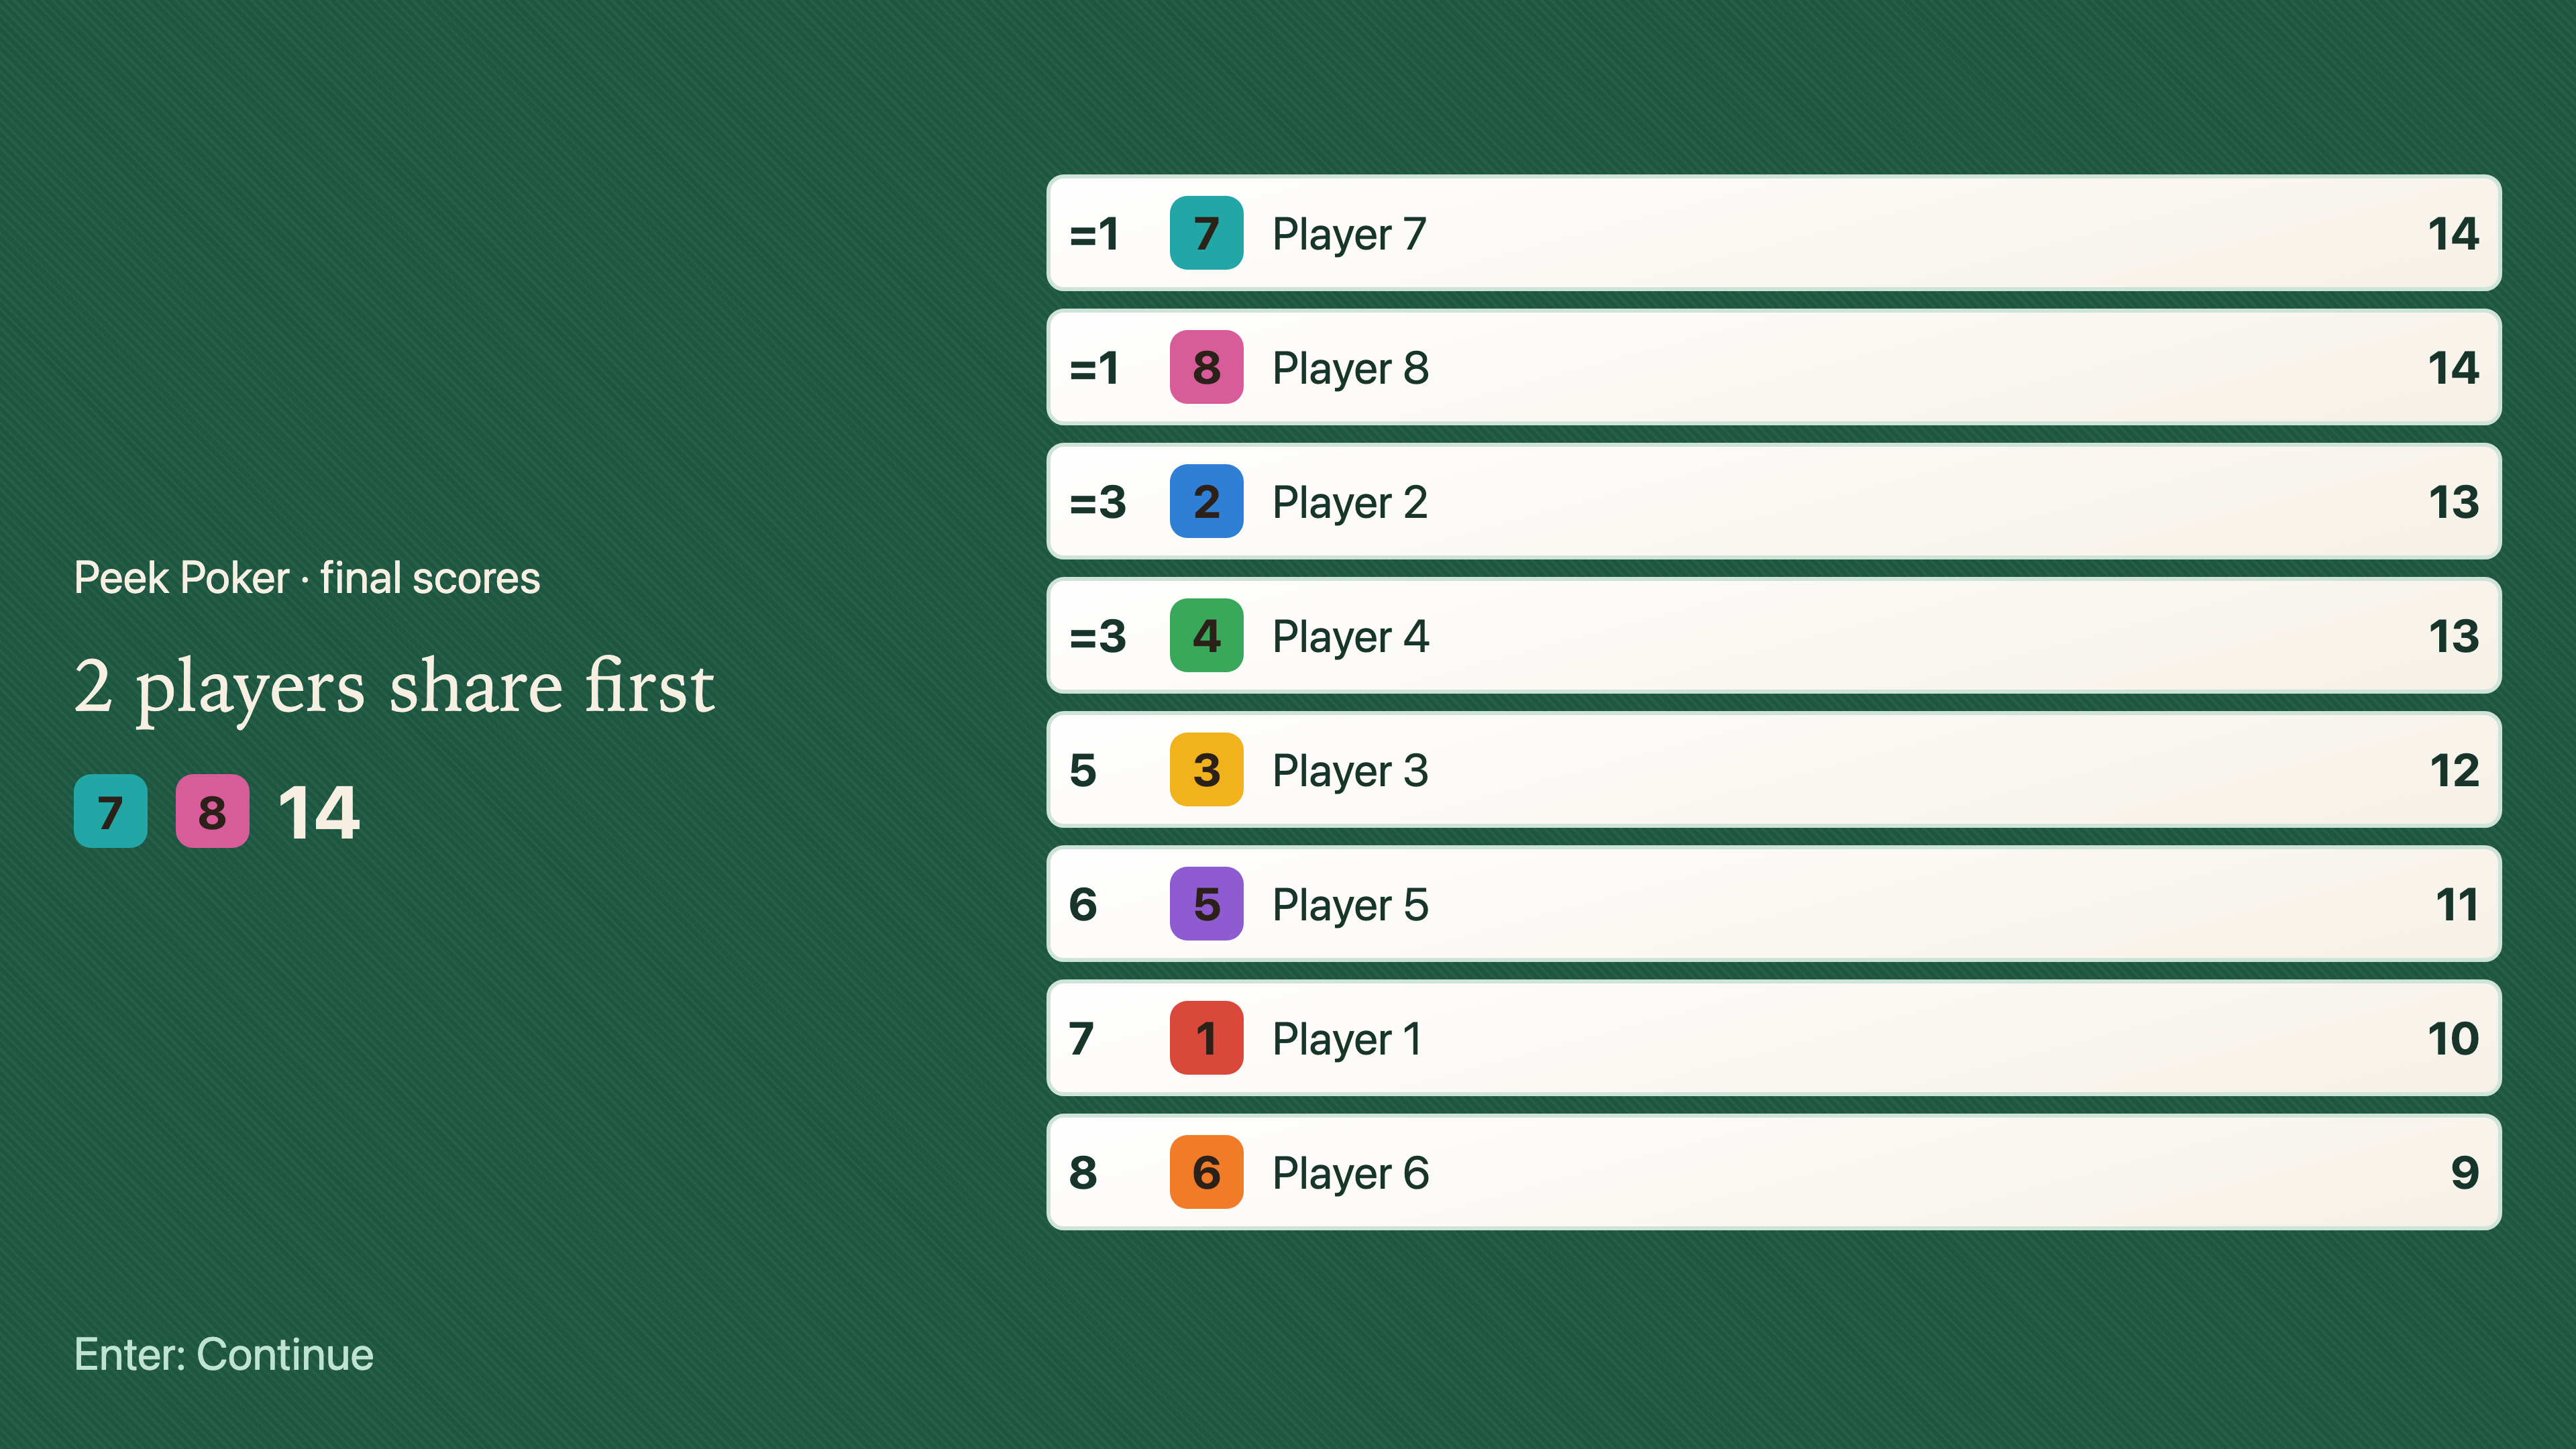 Peek Poker · final scores
2 players share first
7 8 14
=1 7 Player 7 14
=1 8 Player 8 14
=3 2 Player 2 13
=3 4 Player 4 13
5 3 Player 3 12
6 5 Player 5 11
7 1 Player 1 10
8 6 Player 6 9
Enter: Continue